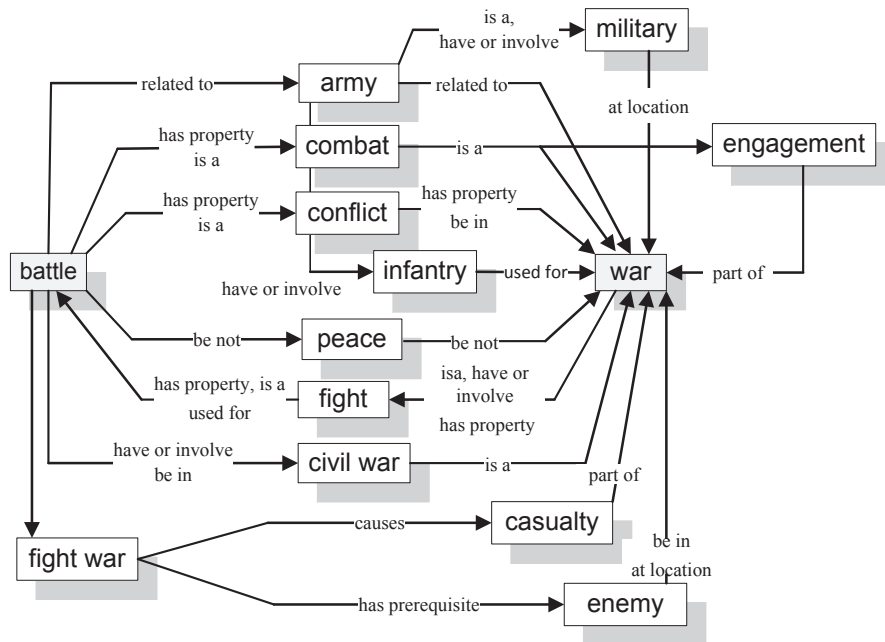 is a,
have or involve
military
related to
army
related to
at location
has property
is a
combat
is a
engagement
has property
is a
conflict
has property
be in
battle
have or involve
infantry
used for
war
part of
be not
peace
be not
has property, is a
used for
fight
isa, have or
involve
has property
have or involve
be in
civil war
is a
part of
causes
casualty
fight war
be in
at location
has prerequisite
enemy